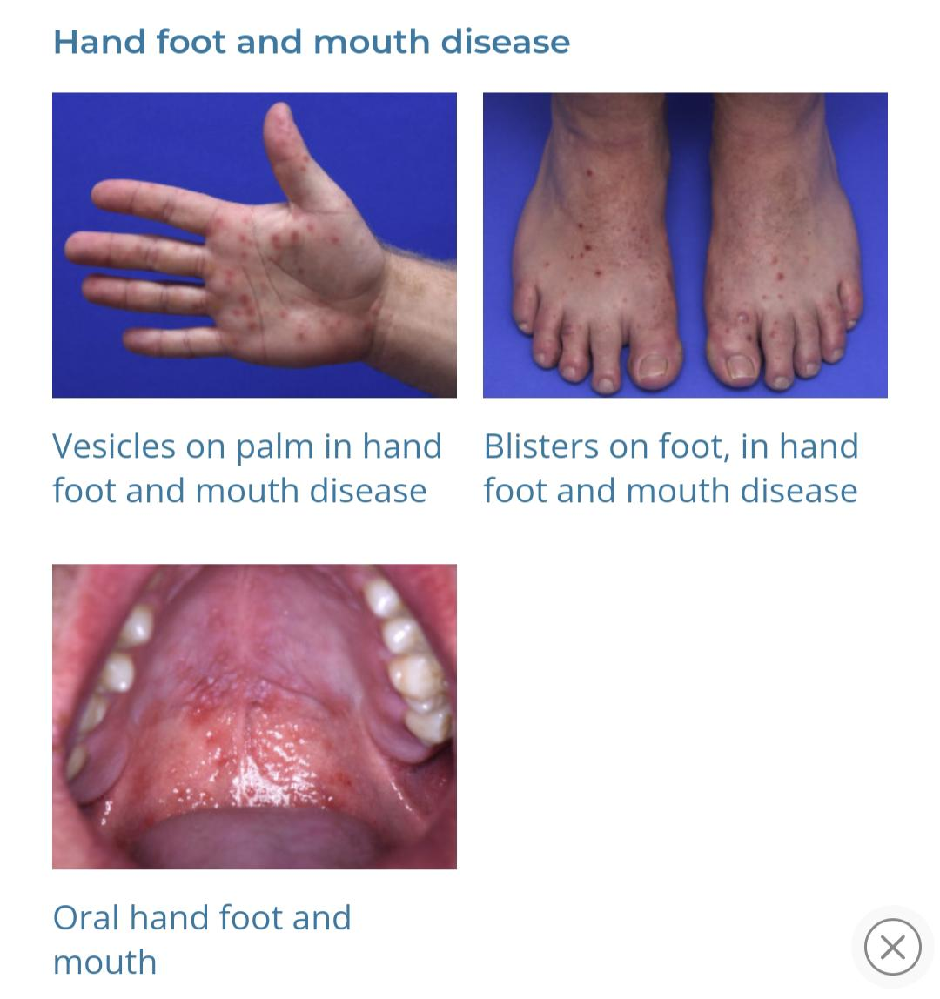 Hand foot and mouth disease
Vesicles on palm in hand
foot and mouth disease
Blisters on foot, in hand
foot and mouth disease
Oral hand foot and
mouth